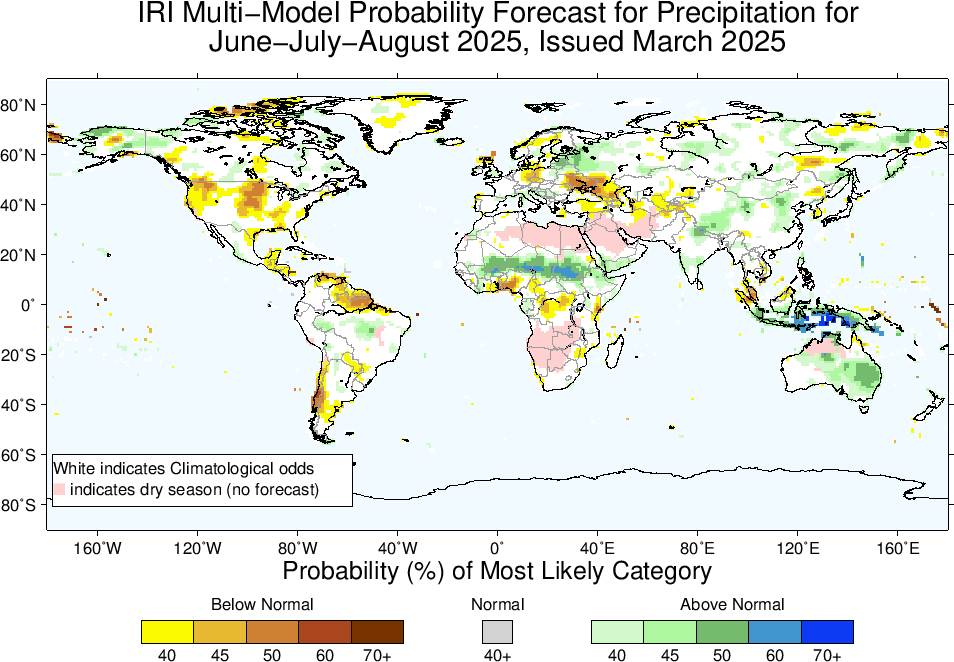 IRI Multi−Model Probability Forecast for Precipitation for
June−July−August 2025, Issued March 2025
80˚N
60˚N
40˚N
20˚N
0˚
20˚S
40˚S
60˚S
80˚S
White indicates Climatological odds
indicates dry season (no forecast)
160˚W 120˚W 80˚W 40˚W 0˚ 40˚E 80˚E 120˚E 160˚E
Probability (%) of Most Likely Category
Below Normal Normal Above Normal
40 45 50 60 70+ 40+ 40 45 50 60 70+